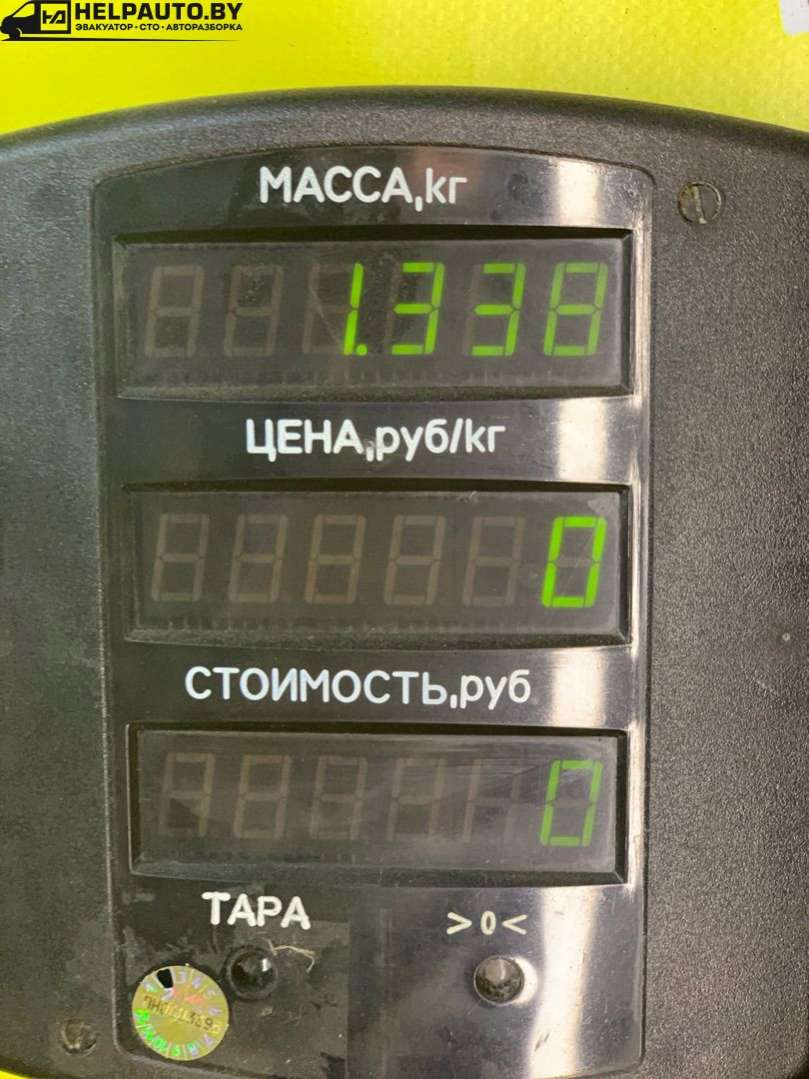 HELPAUTO.BY
ЭВАКУАТОР•СТО•АВТОРАЗБОРКА
МАССА,кг
1.338
ЦЕНА,руб/кг
0
СТОИМОСТЬ,руб
0
ТАРА >0<